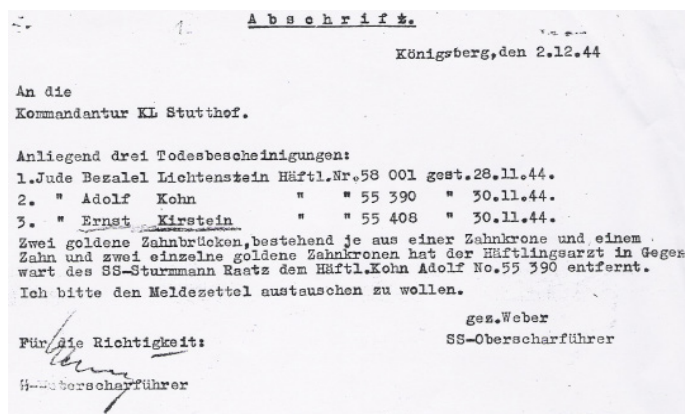 Abschrift.
1.
Königsberg,den 2.12.44
An die
Kommandantur KL Stutthof.
Anliegend drei Todesbescheinigungen:
1.Jude Bezalel Lichtenstein Häftl.Nr.58 001 gest.28.11.44.
2. " Adolf Kohn " " 55 390 " 30.11.44.
3. " Ernst Kirstein " " 55 408 " 30.11.44.
Zwei goldene Zahnbrücken,bestehend je aus einer Zahnkrone und einem
Zahn und zwei einzelne goldene Zahnkronen hat der Häftlingsarzt in Gegen
wart des SS-Sturmmann Raatz dem Häftl.Kohn Adolf No.55 390 entfernt.
Ich bitte den Meldezettel austauschen zu wollen.
gez.Weber
SS-Oberscharführer
Für die Richtigkeit: